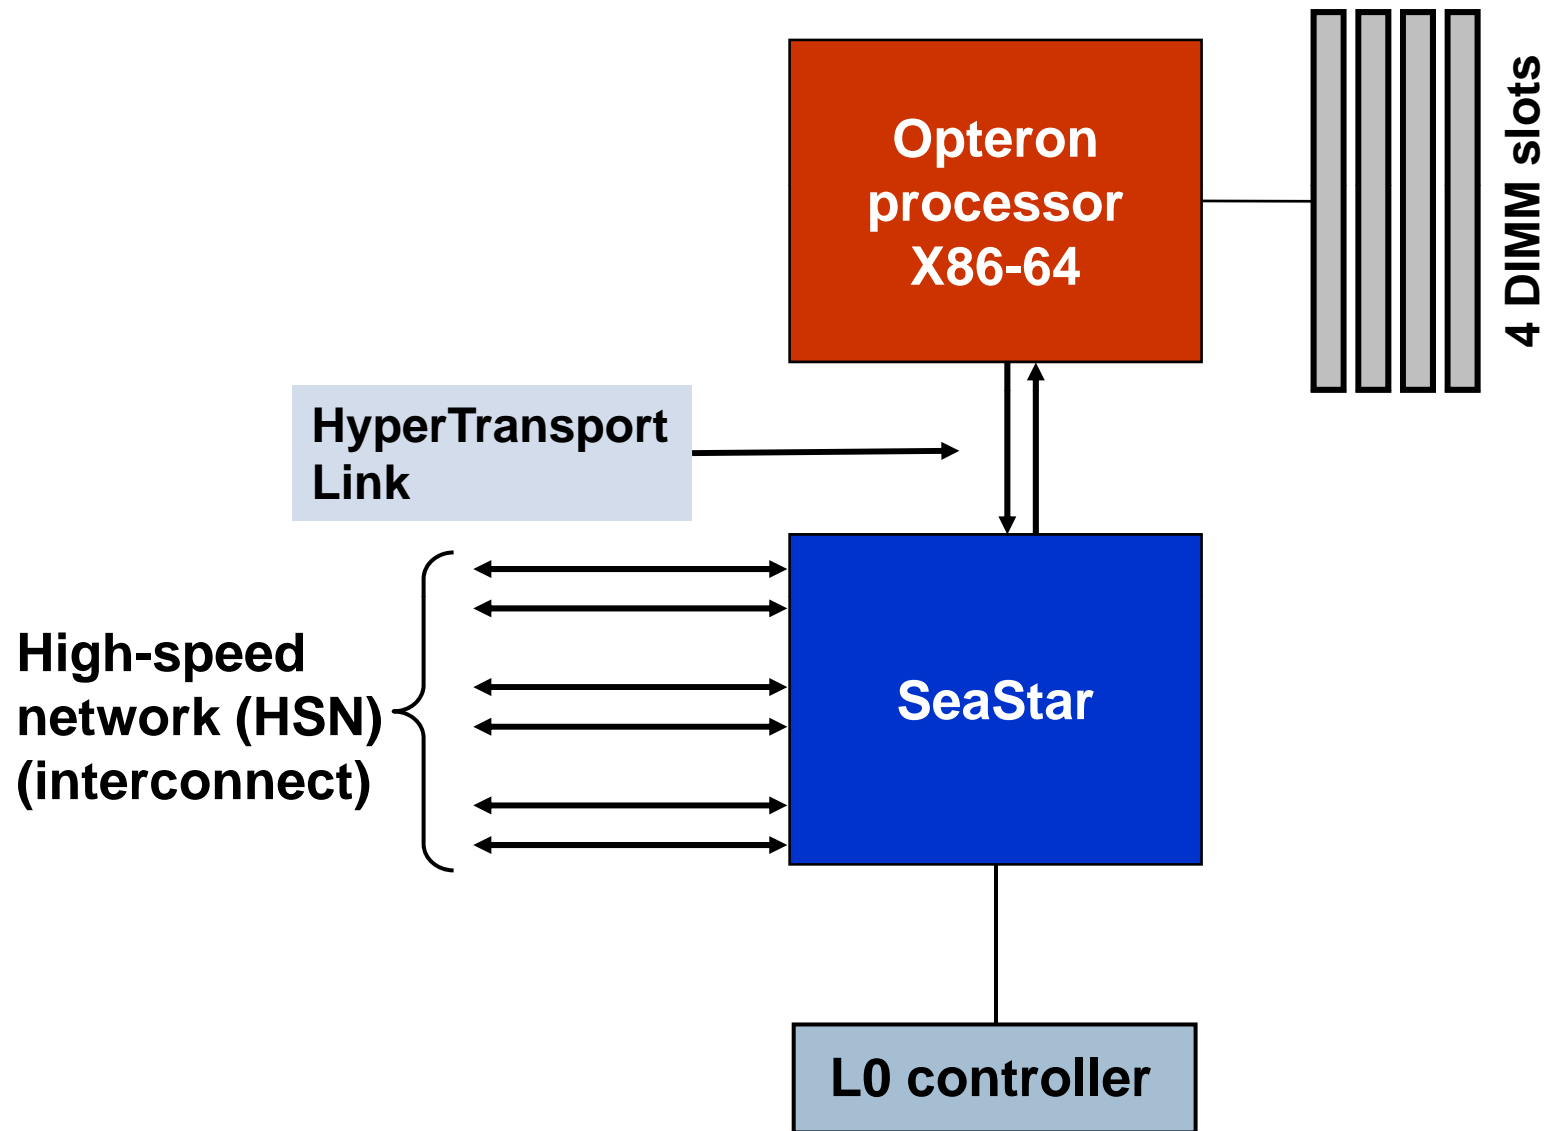 Opteron
processor
X86-64
4 DIMM slots
HyperTransport
Link
High-speed
network (HSN)
(interconnect)
SeaStar
L0 controller